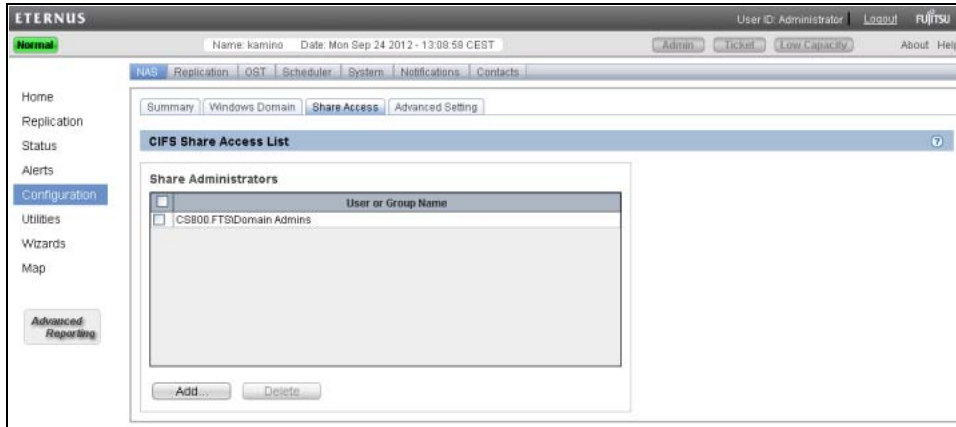 ETERNUS User ID: Administrator Logout FUJITSU
Normal Name: kamino Date: Mon Sep 24 2012 - 13:08:58 CEST Admin Ticket Low Capacity About Help
NAS Replication OST Scheduler System Notifications Contacts
Home
Replication
Status
Alerts
Configuration
Utilities
Wizards
Map
Advanced
Reporting
Summary Windows Domain Share Access Advanced Setting
CIFS Share Access List ?
Share Administrators
User or Group Name
CS800.FTS\Domain Admins
Add... Delete